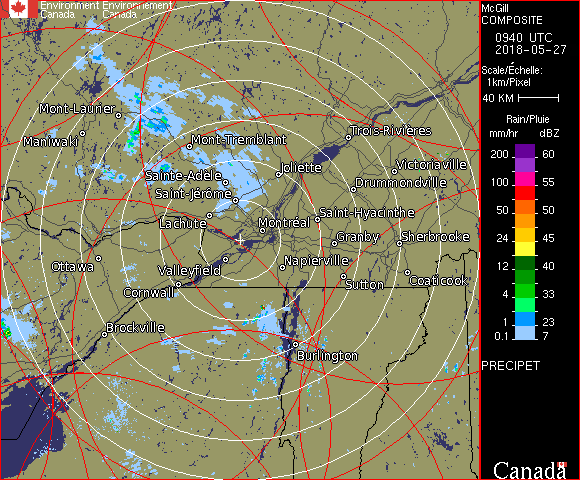 Environment Environnement
Canada Canada
McGill
COMPOSITE
0940 UTC
2018-05-27
Scale/Échelle:
1km/Pixel
40 KM
Rain/Pluie
mm/hr dBZ
200 60
100 55
50 50
24 45
12 40
4 33
1 23
0.1 7
PRECIPET
Canada
Mont-Laurier
Maniwaki
Mont-Tremblant
Trois-Rivières
Sainte-Adèle
Joliette
Victoriaville
Saint-Jérôme
Drummondville
Lachute
Montréal
Saint-Hyacinthe
Granby
Sherbrooke
Ottawa
Valleyfield
Napierville
Cornwall
Sutton
Coaticook
Brockville
Burlington